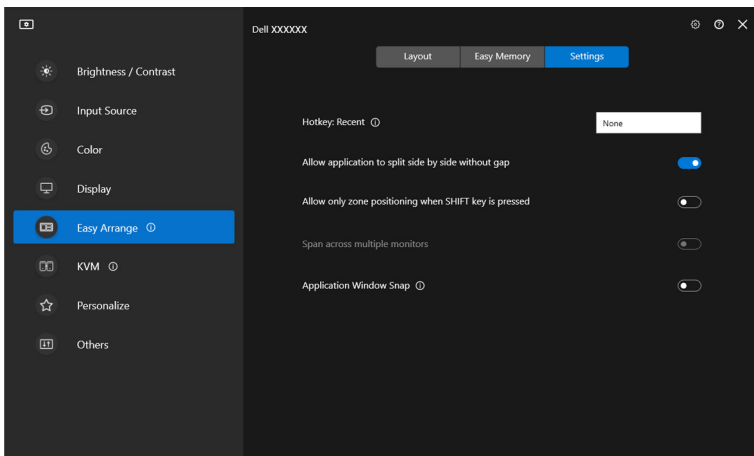 Dell XXXXXX
Brightness / Contrast
Input Source
Color
Display
Easy Arrange
KVM
Personalize
Others
Layout
Easy Memory
Settings
Hotkey: Recent
None
Allow application to split side by side without gap
Allow only zone positioning when SHIFT key is pressed
Span across multiple monitors
Application Window Snap